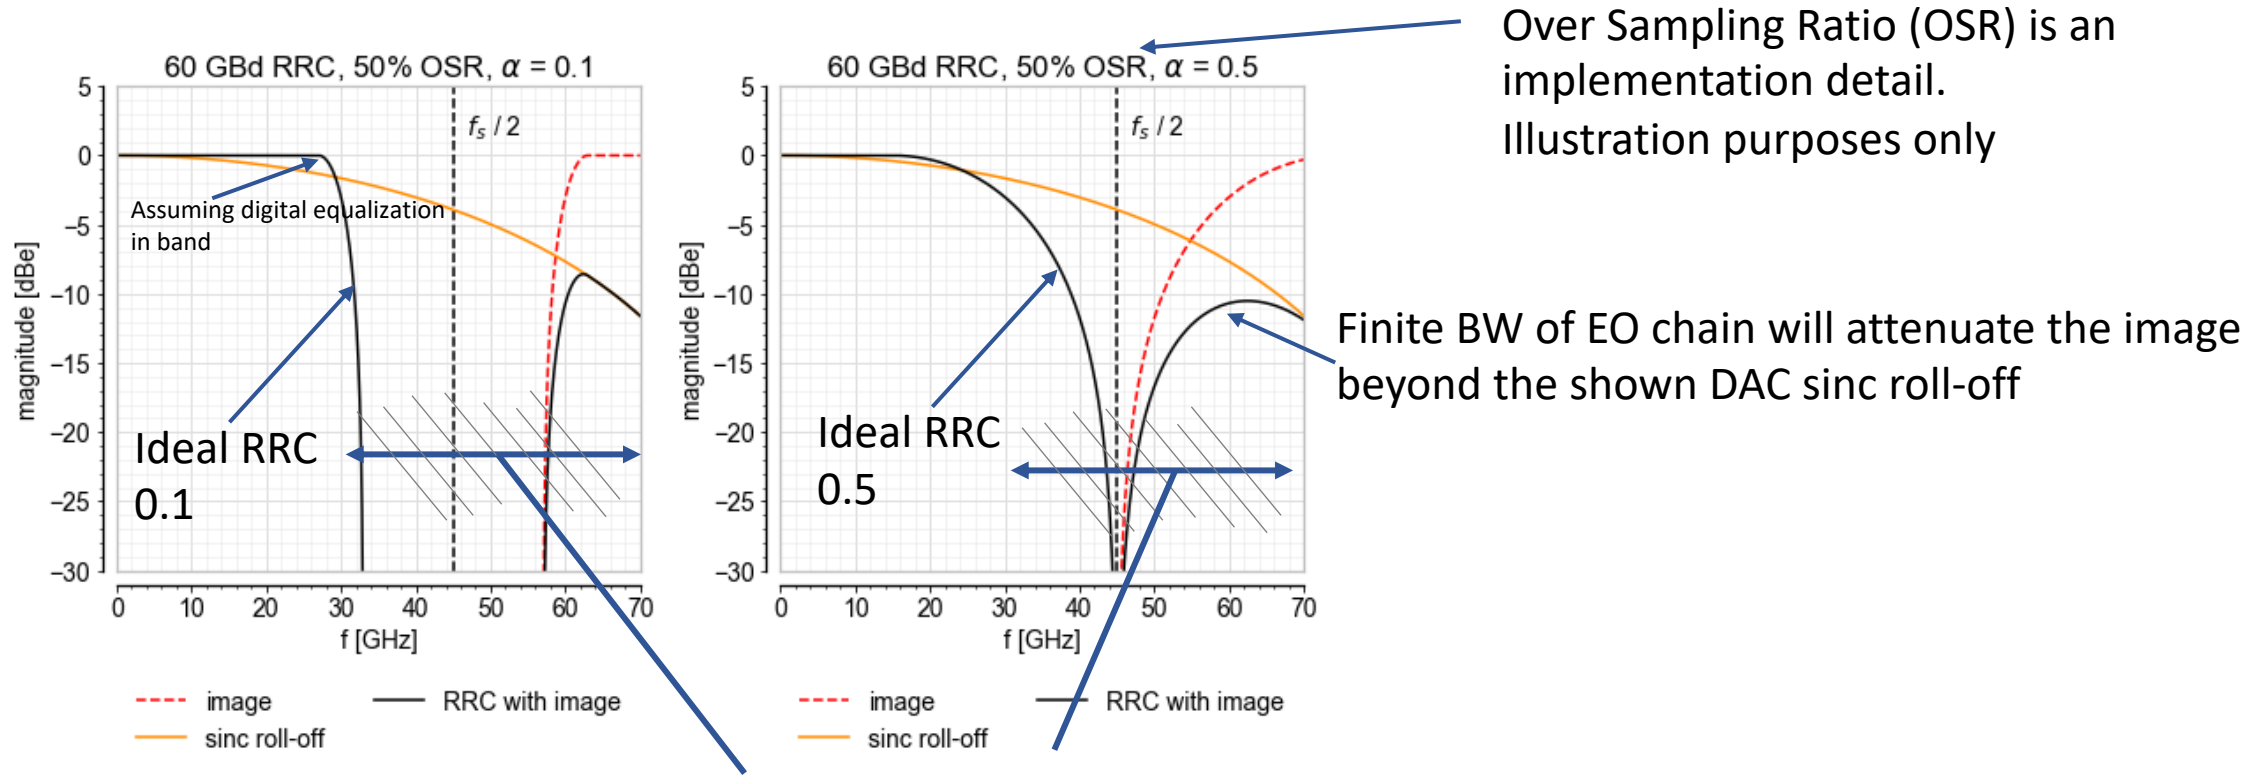 Over Sampling Ratio (OSR) is an
implementation detail.
Illustration purposes only
60 GBd RRC, 50% OSR, α = 0.1
5
0
−5
−10
−15
−20
−25
−30
magnitude [dBe]
fs / 2
Assuming digital equalization
in band
Ideal RRC
0.1
0 10 20 30 40 50 60 70
f [GHz]
image
RRC with image
sinc roll-off
60 GBd RRC, 50% OSR, α = 0.5
5
0
−5
−10
−15
−20
−25
−30
magnitude [dBe]
fs / 2
Ideal RRC
0.5
0 10 20 30 40 50 60 70
f [GHz]
image
RRC with image
sinc roll-off
Finite BW of EO chain will attenuate the image
beyond the shown DAC sinc roll-off